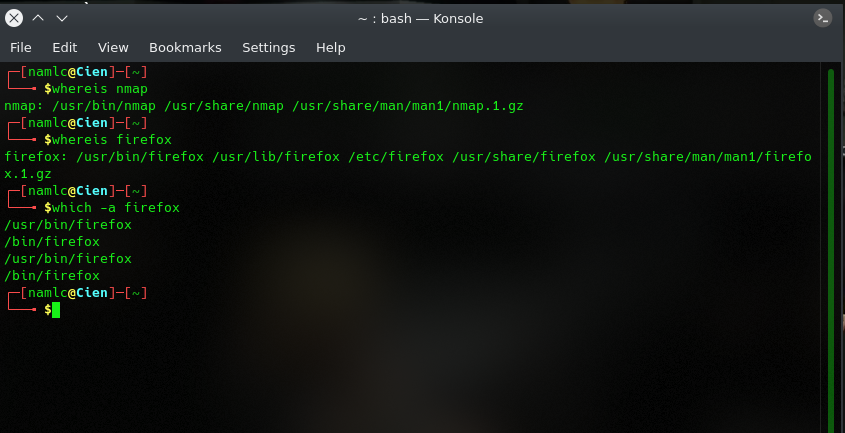 ~ : bash — Konsole
File Edit View Bookmarks Settings Help
┌─[namlc@Cien]─[~]
└──╼ $whereis nmap
nmap: /usr/bin/nmap /usr/share/nmap /usr/share/man/man1/nmap.1.gz
┌─[namlc@Cien]─[~]
└──╼ $whereis firefox
firefox: /usr/bin/firefox /usr/lib/firefox /etc/firefox /usr/share/firefox /usr/share/man/man1/firefo
x.1.gz
┌─[namlc@Cien]─[~]
└──╼ $which -a firefox
/usr/bin/firefox
/bin/firefox
/usr/bin/firefox
/bin/firefox
┌─[namlc@Cien]─[~]
└──╼ $